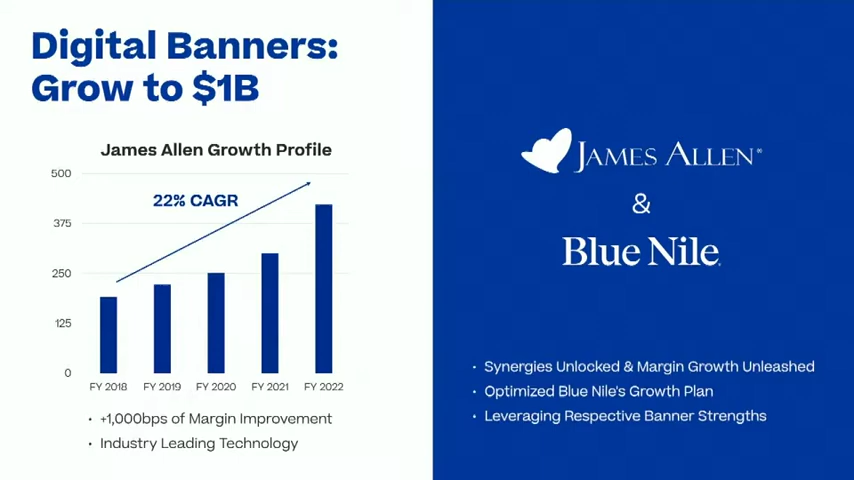 Digital Banners:
Grow to $1B
James Allen Growth Profile
500
375
250
125
0
22% CAGR
FY 2018 FY 2019 FY 2020 FY 2021 FY 2022
• +1,000bps of Margin Improvement
• Industry Leading Technology
JAMES ALLEN®
&
Blue Nile
• Synergies Unlocked & Margin Growth Unleashed
• Optimized Blue Nile's Growth Plan
• Leveraging Respective Banner Strengths